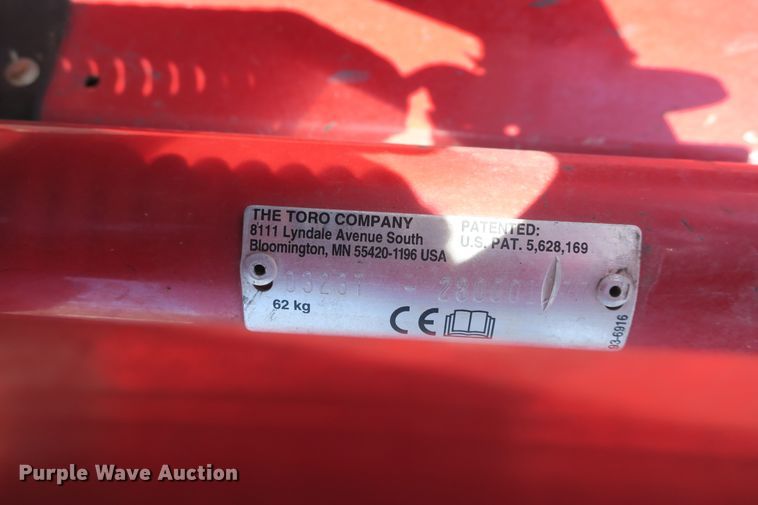 THE TORO COMPANY
8111 Lyndale Avenue South
Bloomington, MN 55420-1196 USA
PATENTED:
U.S. PAT. 5,628,169
62 kg
CE
93-6916
Purple Wave Auction